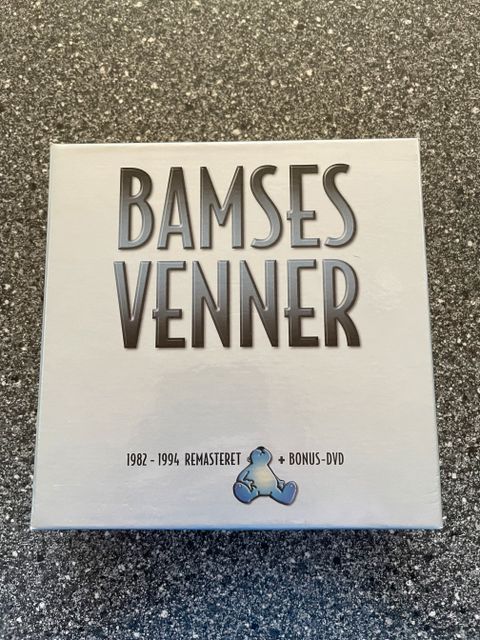 BAMSES
VENNER
1982 - 1994 REMASTERET + BONUS-DVD